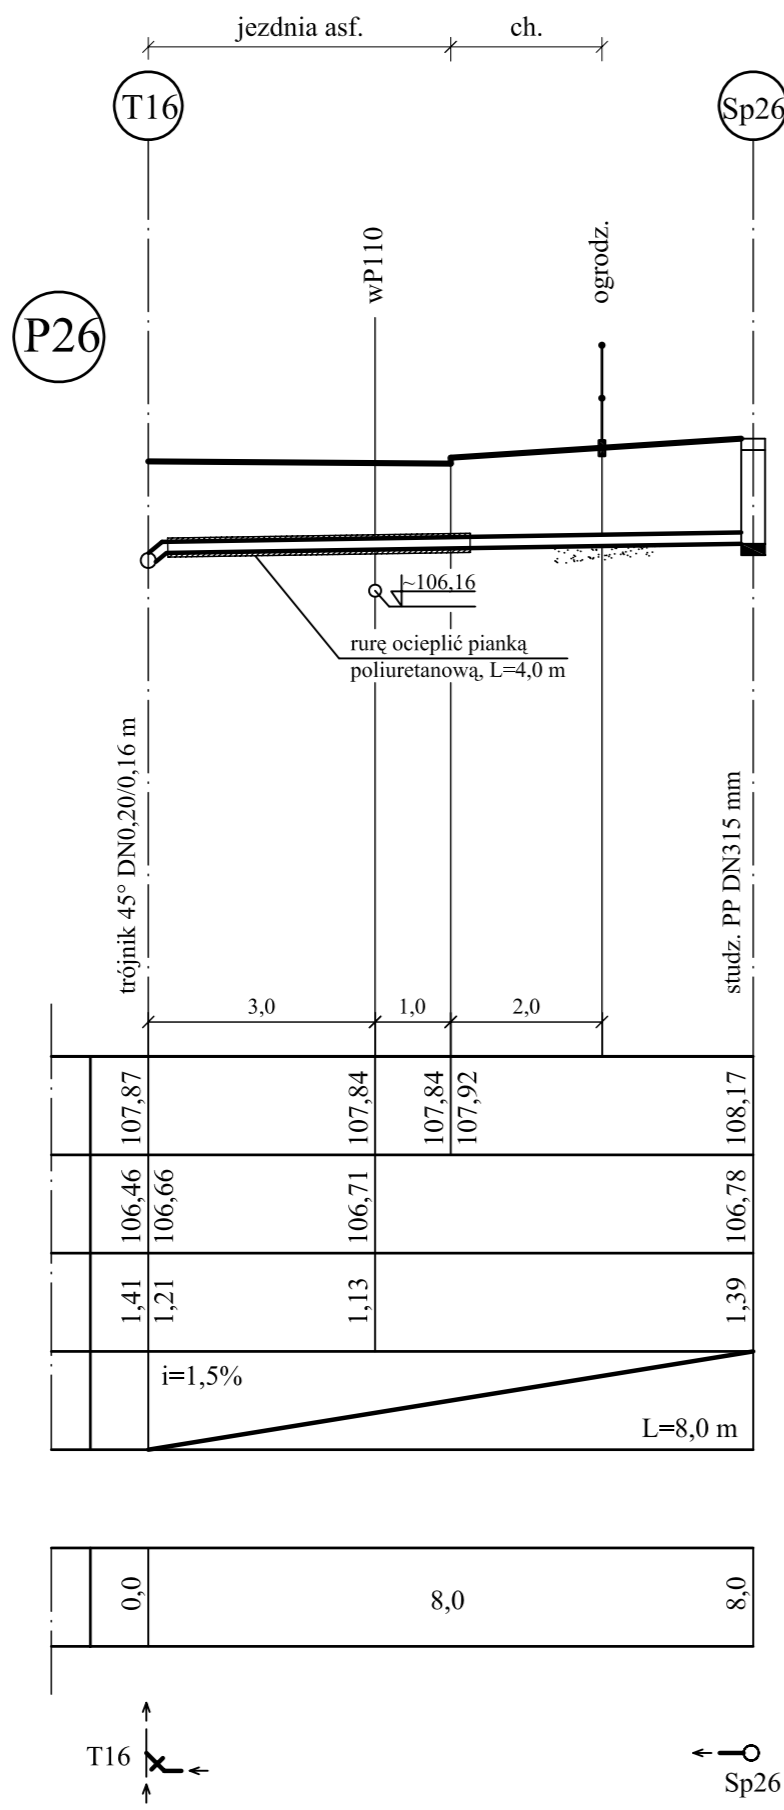 jezdnia asf.
ch.
T16
Sp26
wP110
ogrodz.
P26
~106,16
rurę ocieplić pianką
poliuretanową, L=4,0 m
trójnik 45° DN0,20/0,16 m
studz. PP DN315 mm
3,0
1,0
2,0
107,87
107,84
107,84
107,92
108,17
106,46
106,66
106,71
106,78
1,41
1,21
1,13
1,39
i=1,5%
L=8,0 m
0,0
8,0
8,0
T16
Sp26